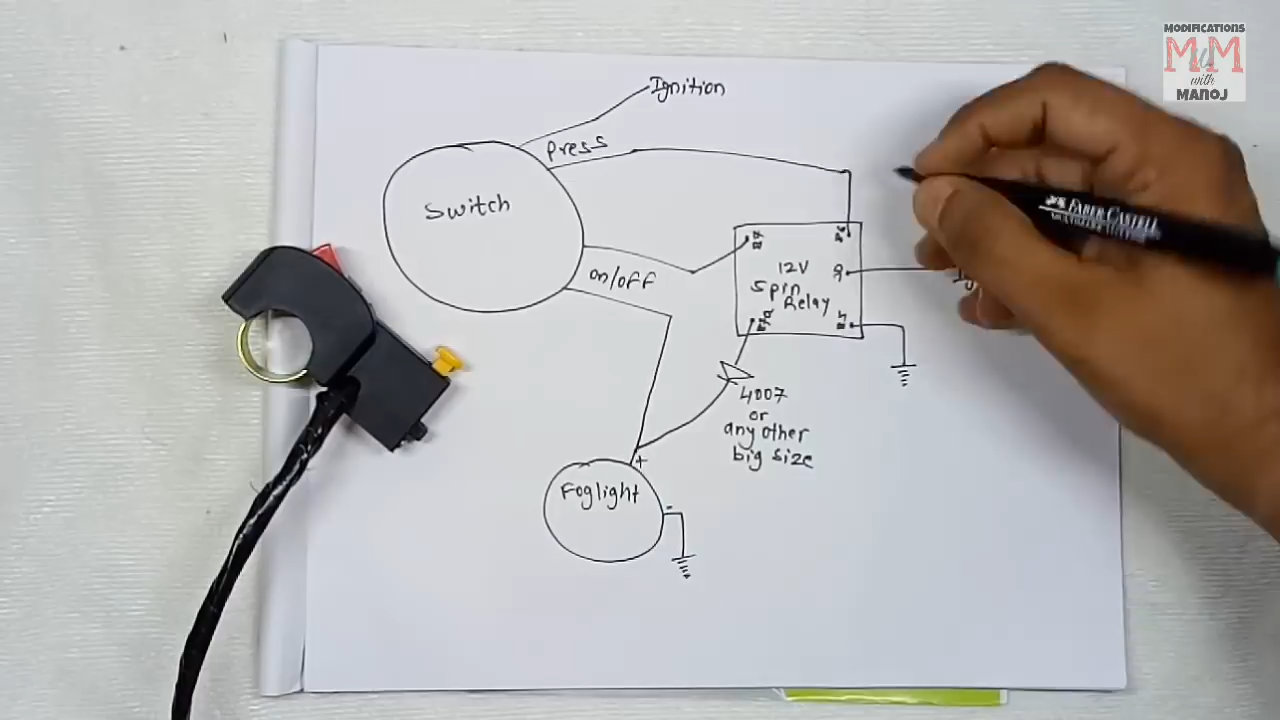 MODIFICATIONS
MM
with
MANOJ
Ignition
Press
Switch
on/off
12V
5pin
Relay
4007
or
any other
big size
+
Foglight
-
FABER CASTELL